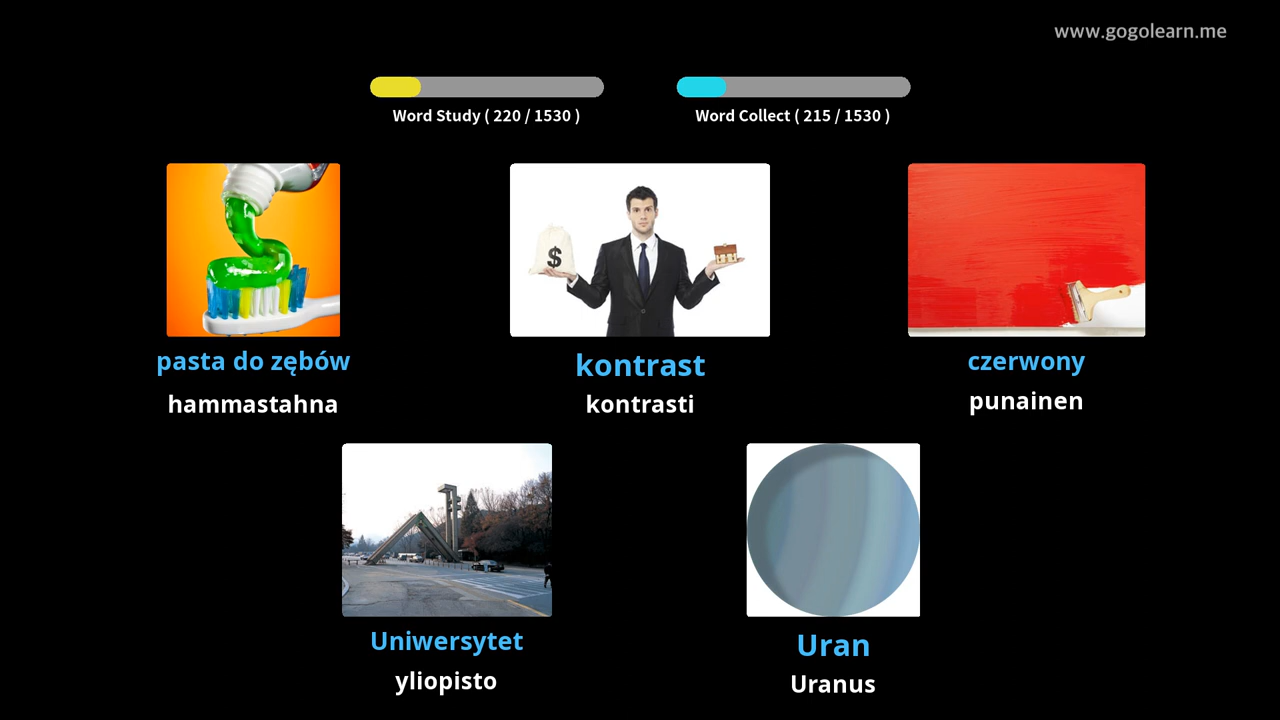 www.gogolearn.me
Word Study ( 220 / 1530 )
Word Collect ( 215 / 1530 )
$
pasta do zębów
hammastahna
kontrast
kontrasti
czerwony
punainen
Uniwersytet
yliopisto
Uran
Uranus